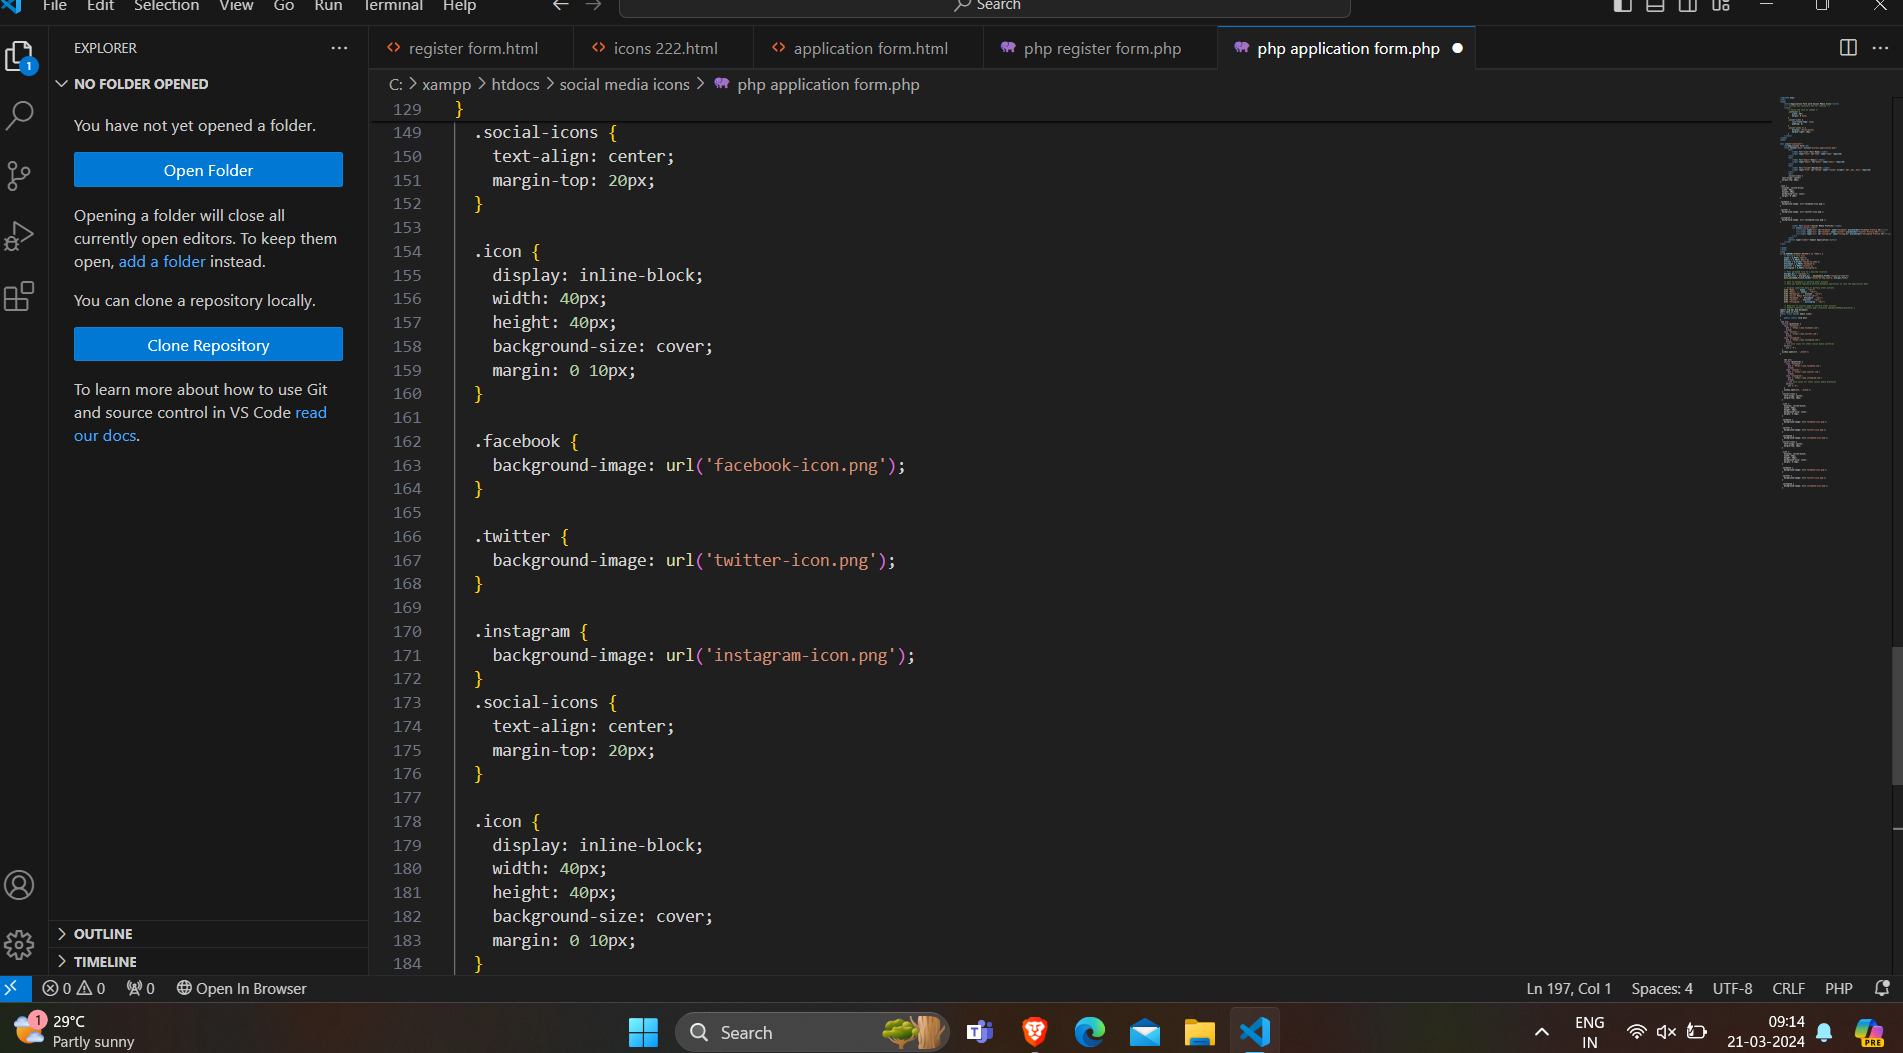 File Edit Selection View Go Run Terminal Help
Search
EXPLORER
1
NO FOLDER OPENED
You have not yet opened a folder.
Open Folder
Opening a folder will close all
currently open editors. To keep them
open, add a folder instead.
You can clone a repository locally.
Clone Repository
To learn more about how to use Git
and source control in VS Code read
our docs.
OUTLINE
TIMELINE
register form.html icons 222.html application form.html php register form.php php application form.php
C: > xampp > htdocs > social media icons > php application form.php
129 }
149 .social-icons {
150 text-align: center;
151 margin-top: 20px;
152 }
153
154 .icon {
155 display: inline-block;
156 width: 40px;
157 height: 40px;
158 background-size: cover;
159 margin: 0 10px;
160 }
161
162 .facebook {
163 background-image: url('facebook-icon.png');
164 }
165
166 .twitter {
167 background-image: url('twitter-icon.png');
168 }
169
170 .instagram {
171 background-image: url('instagram-icon.png');
172 }
173 .social-icons {
174 text-align: center;
175 margin-top: 20px;
176 }
177
178 .icon {
179 display: inline-block;
180 width: 40px;
181 height: 40px;
182 background-size: cover;
183 margin: 0 10px;
184 }
0 0 0 Open In Browser Ln 197, Col 1 Spaces: 4 UTF-8 CRLF PHP
1
29°C
Partly sunny
Search
ENG
IN
09:14
21-03-2024
PRE